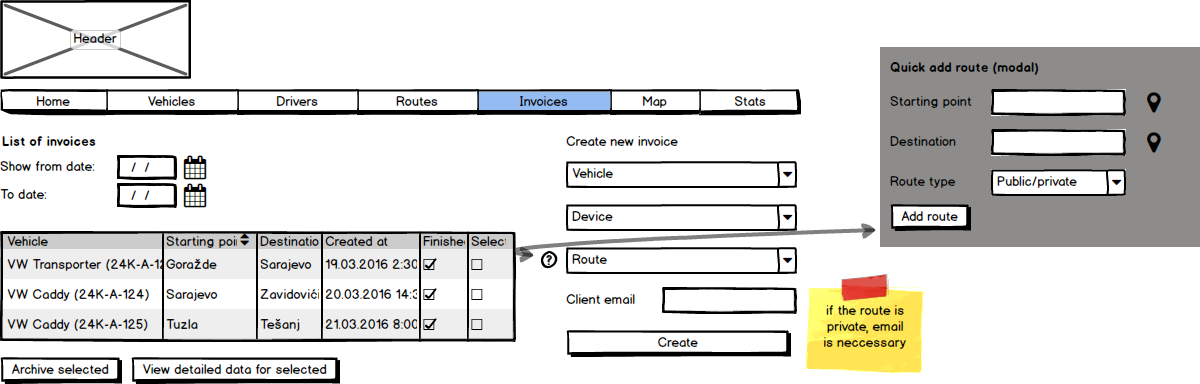 Header
Home Vehicles Drivers Routes Invoices Map Stats
List of invoices
Show from date: / /
To date: / /
Vehicle Starting poi Destinatio Created at Finishe Selec
VW Transporter (24K-A-12 Goražde Sarajevo 19.03.2016 2:30
VW Caddy (24K-A-124) Sarajevo Zavidovići 20.03.2016 14:3
VW Caddy (24K-A-125) Tuzla Tešanj 21.03.2016 8:00
Archive selected View detailed data for selected
Create new invoice
Vehicle
Device
? Route
Client email
Create
if the route is
private, email
is neccessary
Quick add route (modal)
Starting point
Destination
Route type Public/private
Add route